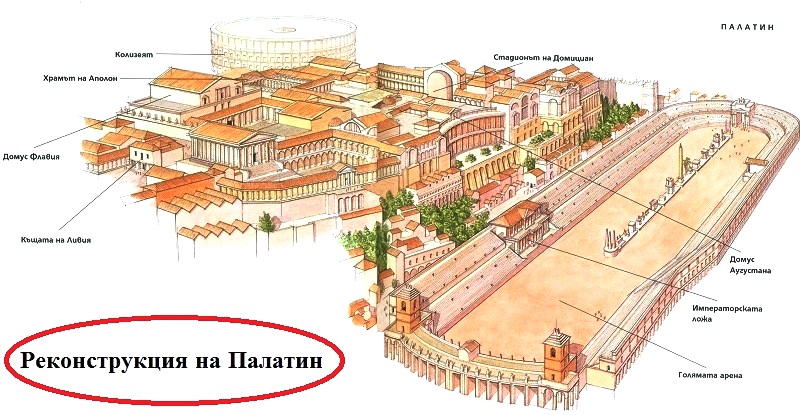 ПАЛАТИН
Колизеят
Стадионът на Домициан
Храмът на Аполон
Домус Флавия
Къщата на Ливия
Домус
Аугустана
Императорската
ложа
Голямата арена
Реконструкция на Палатин